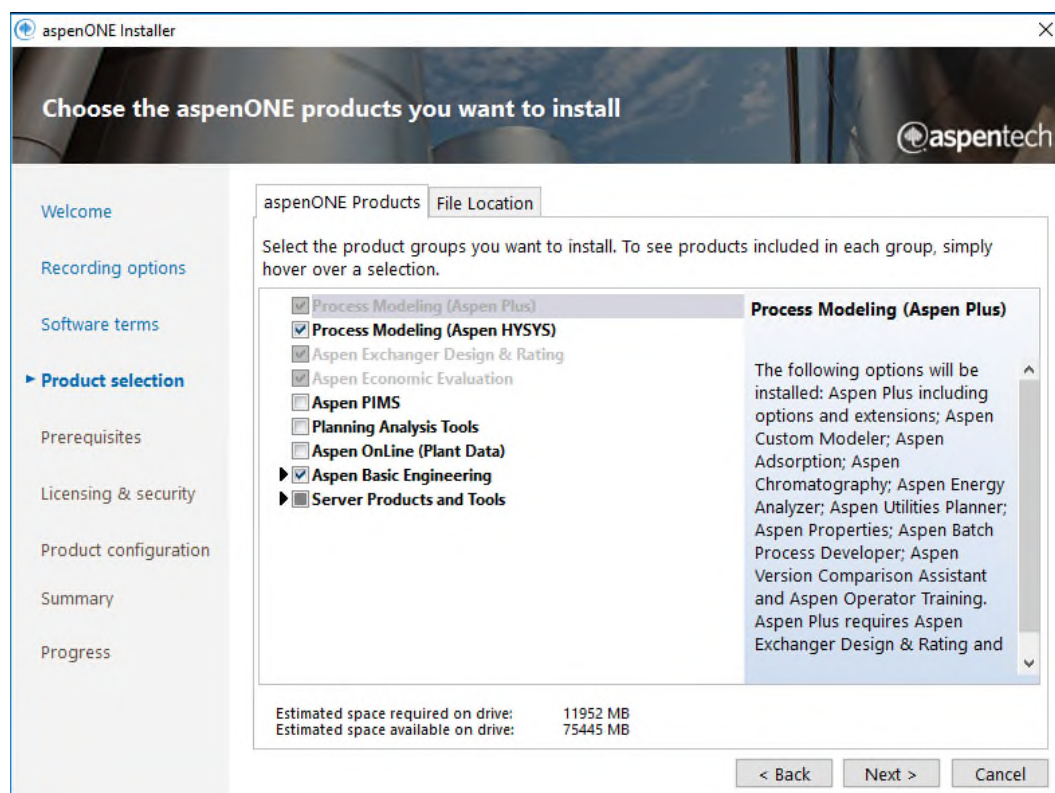 aspenONE Installer
Choose the aspenONE products you want to install
aspentech
Welcome
Recording options
Software terms
Product selection
Prerequisites
Licensing & security
Product configuration
Summary
Progress
aspenONE Products
File Location
Select the product groups you want to install. To see products included in each group, simply
hover over a selection.
Process Modeling (Aspen Plus)
Process Modeling (Aspen HYSYS)
Aspen Exchanger Design & Rating
Aspen Economic Evaluation
Aspen PIMS
Planning Analysis Tools
Aspen OnLine (Plant Data)
Aspen Basic Engineering
Server Products and Tools
Process Modeling (Aspen Plus)
The following options will be
installed: Aspen Plus including
options and extensions; Aspen
Custom Modeler; Aspen
Adsorption; Aspen
Chromatography; Aspen Energy
Analyzer; Aspen Utilities Planner;
Aspen Properties; Aspen Batch
Process Developer; Aspen
Version Comparison Assistant
and Aspen Operator Training.
Aspen Plus requires Aspen
Exchanger Design & Rating and
Estimated space required on drive: 11952 MB
Estimated space available on drive: 75445 MB
< Back
Next >
Cancel